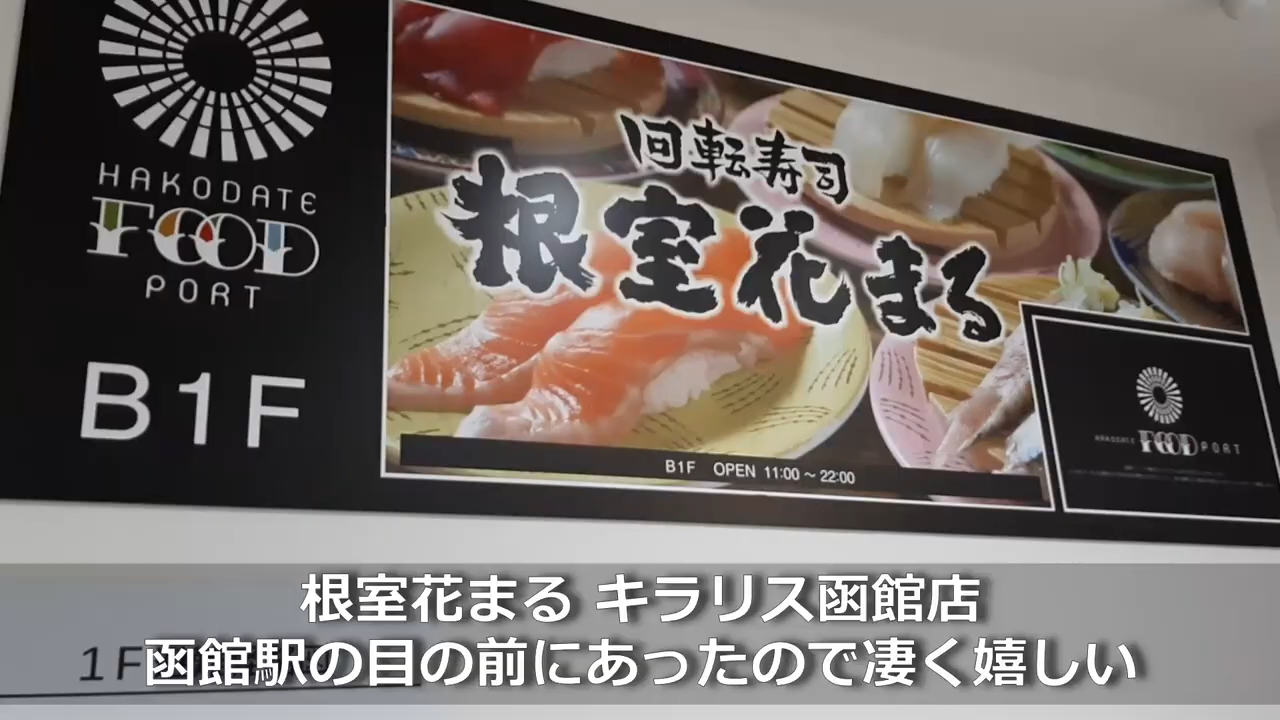 HAKODATE
FOOD
PORT
B1F
回転寿司
根室花まる
B1F OPEN 11:00～22:00
HAKODATE FOOD PORT
根室花まる キラリス函館店
函館駅の目の前にあったので凄く嬉しい
1F